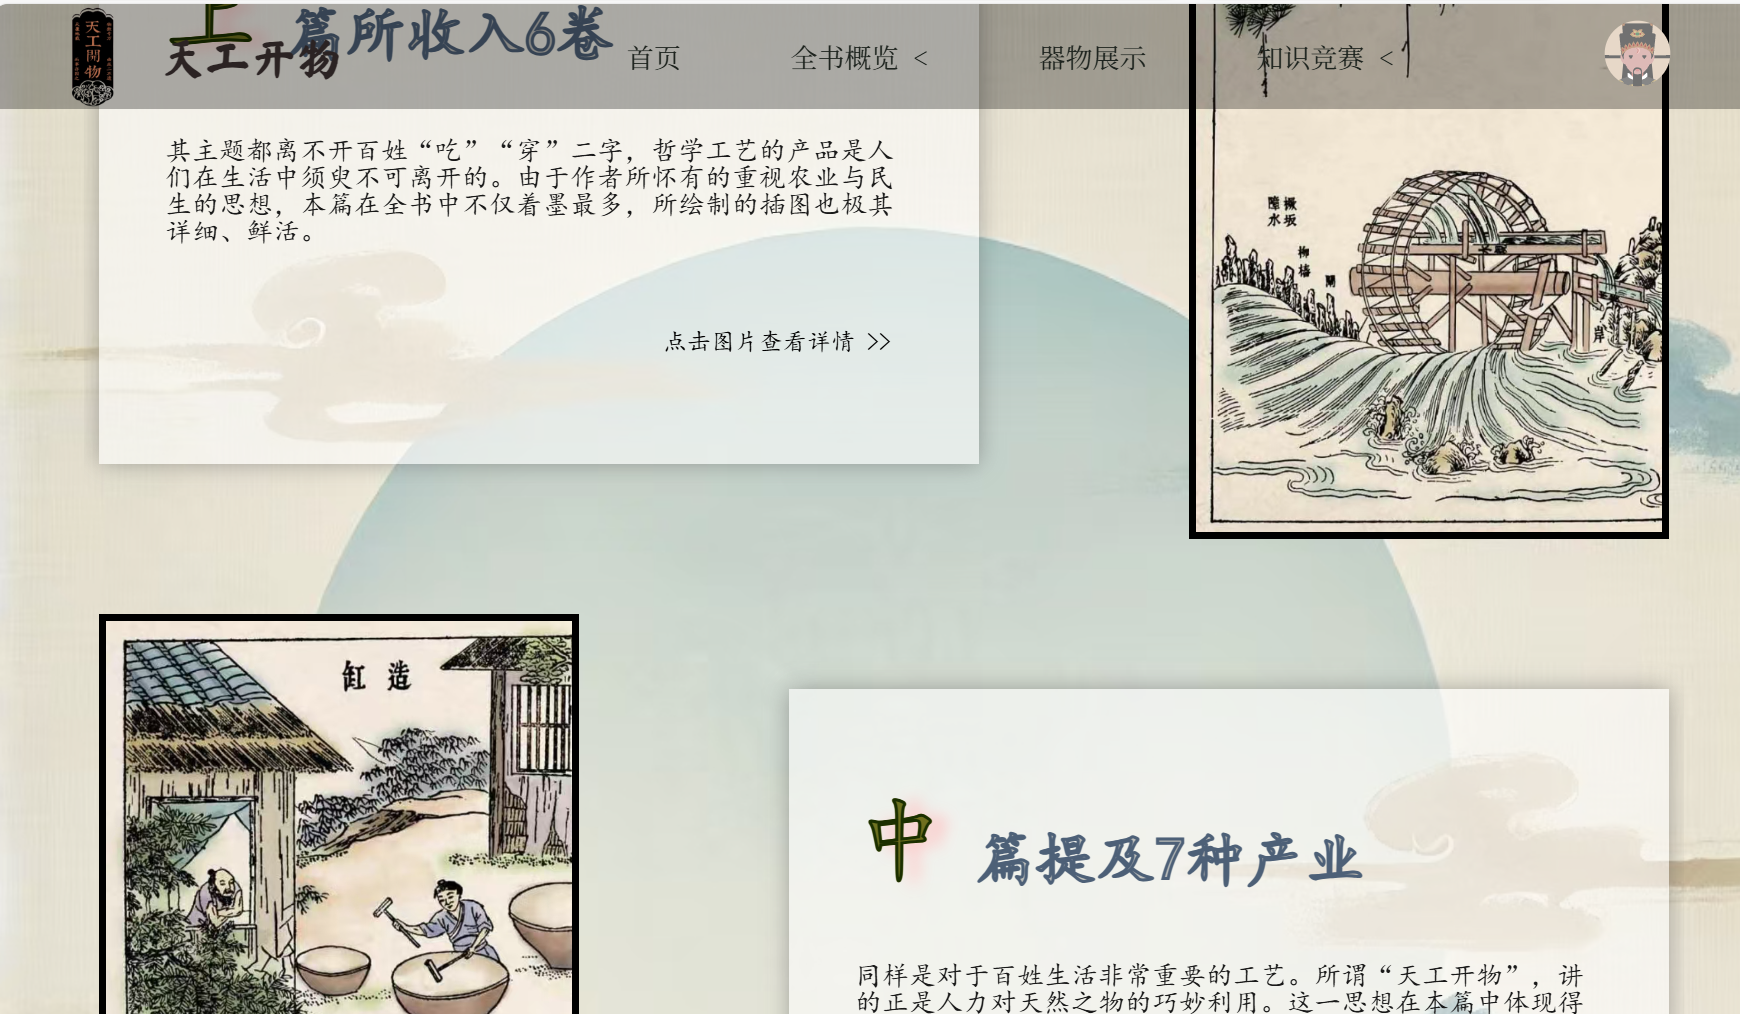 天工開物
天工开物
首页
全书概览 <
器物展示
知识竞赛 <
上
篇所收入6卷
其主题都离不开百姓“吃”“穿”二字，哲学工艺的产品是人
们在生活中须臾不可离开的。由于作者所怀有的重视农业与民
生的思想，本篇在全书中不仅着墨最多，所绘制的插图也极其
详细、鲜活。
点击图片查看详情 >>
障水
岸
造缸
中
篇提及7种产业
同样是对于百姓生活非常重要的工艺。所谓“天工开物”，讲
的正是人力对天然之物的巧妙利用。这一思想在本篇中体现得